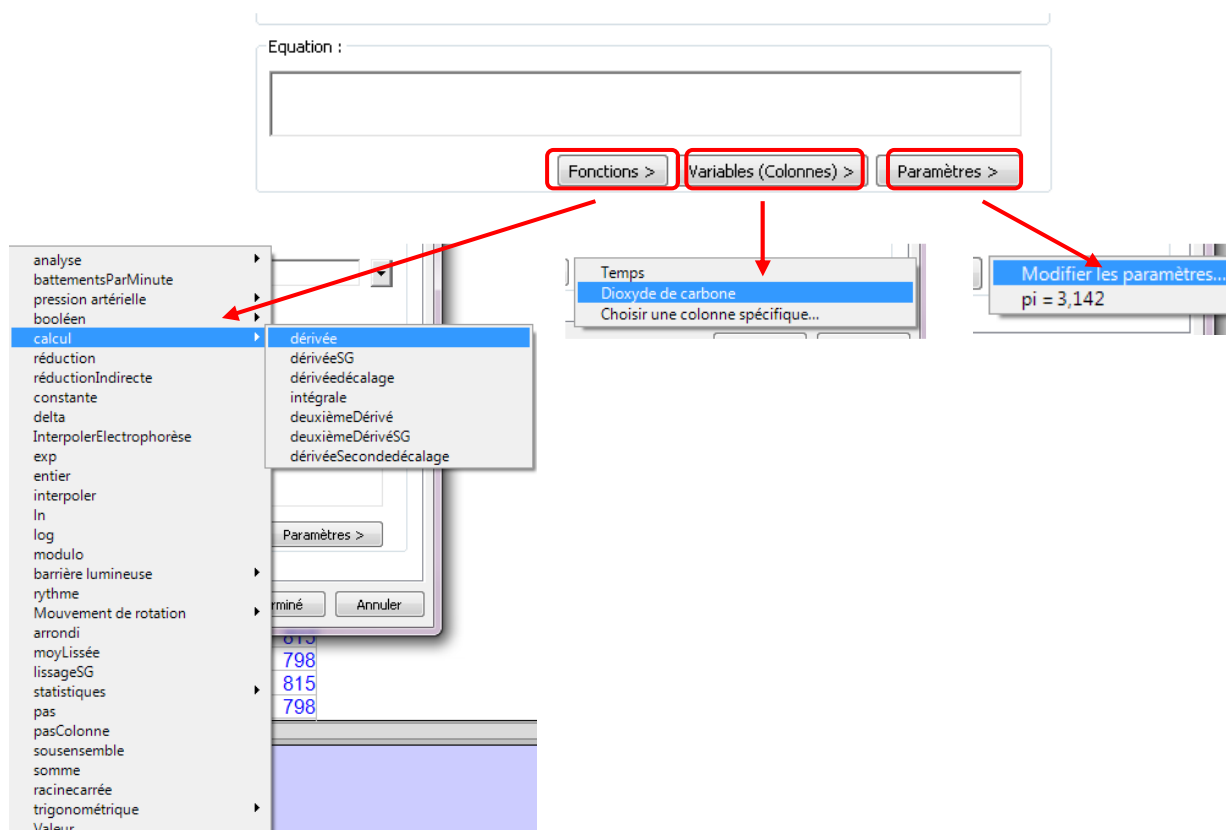 Equation :
Fonctions >
Variables (Colonnes) >
Paramètres >
analyse
battementsParMinute
pression artérielle
booléen
calcul
réduction
réductionIndirecte
constante
delta
InterpolerElectrophorèse
exp
entier
interpoler
ln
log
modulo
barrière lumineuse
rythme
Mouvement de rotation
arrondi
moyLissée
lissageSG
statistiques
pas
pasColonne
sousensemble
somme
racinecarrée
trigonométrique
Valeur
dérivée
dérivéeSG
dérivéedécalage
intégrale
deuxièmeDérivé
deuxièmeDérivéSG
dérivéeSecondedécalage
Paramètres >
rminé
Annuler
815
798
815
798
Temps
Dioxyde de carbone
Choisir une colonne spécifique...
Modifier les paramètres...
pi = 3,142